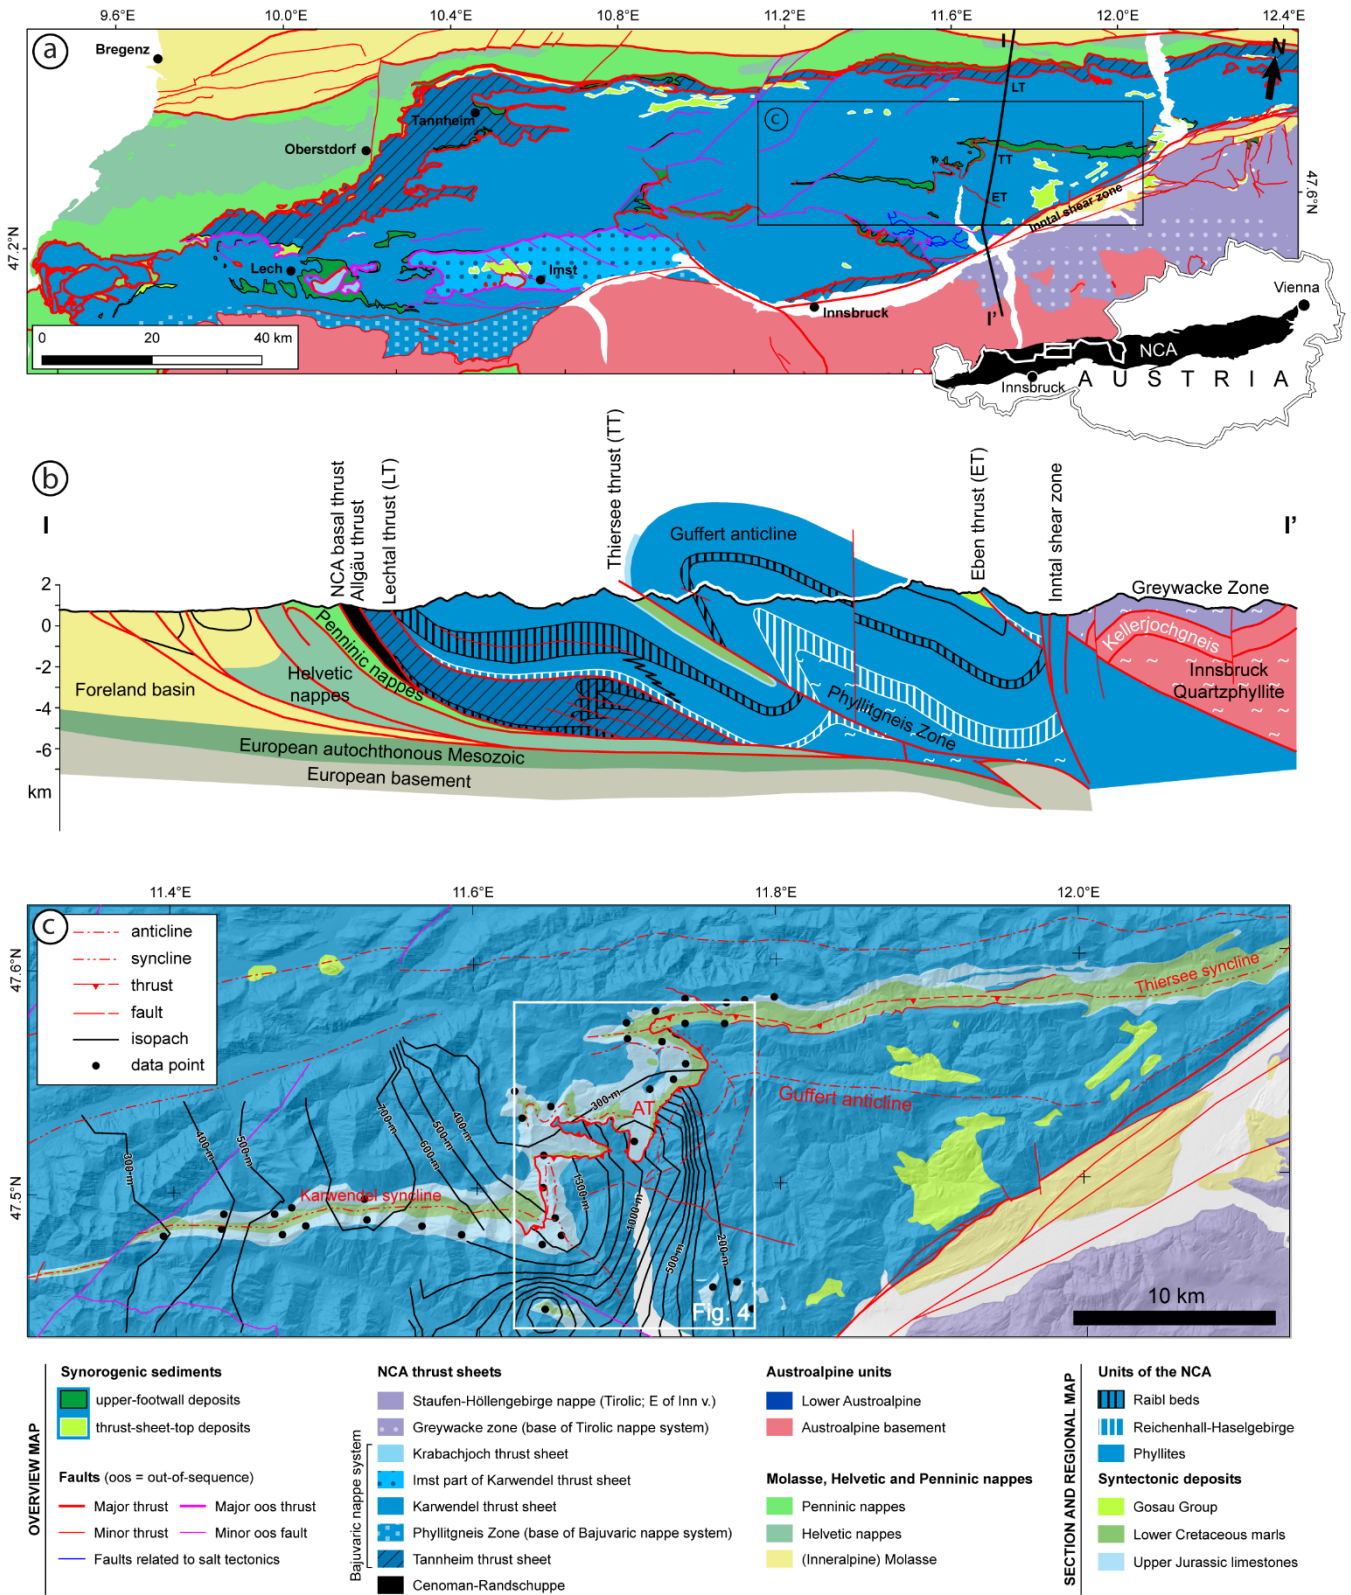 9.6°E 10.0°E 10.4°E 10.8°E 11.2°E 11.6°E 12.0°E 12.4°E
a
Bregenz
I
N
LT
Tannheim
c
Oberstdorf
TT
47.6°N
ET
Inntal shear zone
47.2°N
Lech
Imst
Vienna
Innsbruck
I'
0 20 40 km
NCA
Innsbruck
AUSTRIA
b
I
NCA basal thrust
Allgäu thrust
Lechtal thrust (LT)
Thiersee thrust (TT)
Eben thrust (ET)
Inntal shear zone
I'
Guffert anticline
2
0
-2
-4
-6
km
Greywacke Zone
Kellerjochgneis
Innsbruck
Quartzphyllite
Penninic nappes
Helvetic
nappes
Foreland basin
Phyllitgneis Zone
European autochthonous Mesozoic
European basement
11.4°E 11.6°E 11.8°E 12.0°E
c
anticline
syncline
thrust
fault
isopach
data point
47.6°N
47.5°N
Thiersee syncline
Guffert anticline
AT
Karwendel syncline
300 m
400 m
500 m
700 m
600 m
500 m
400 m
300 m
1300 m
1000 m
500 m
200 m
Fig. 4
10 km
OVERVIEW MAP
Synorogenic sediments
upper-footwall deposits
thrust-sheet-top deposits
Faults (oos = out-of-sequence)
Major thrust
Major oos thrust
Minor thrust
Minor oos fault
Faults related to salt tectonics
NCA thrust sheets
Staufen-Höllengebirge nappe (Tirolic; E of Inn v.)
Greywacke zone (base of Tirolic nappe system)
Bajuvaric nappe system
Krabachjoch thrust sheet
Imst part of Karwendel thrust sheet
Karwendel thrust sheet
Phyllitgneis Zone (base of Bajuvaric nappe system)
Tannheim thrust sheet
Cenoman-Randschuppe
Austroalpine units
Lower Austroalpine
Austroalpine basement
Molasse, Helvetic and Penninic nappes
Penninic nappes
Helvetic nappes
(Inneralpine) Molasse
SECTION AND REGIONAL MAP
Units of the NCA
Raibl beds
Reichenhall-Haselgebirge
Phyllites
Syntectonic deposits
Gosau Group
Lower Cretaceous marls
Upper Jurassic limestones